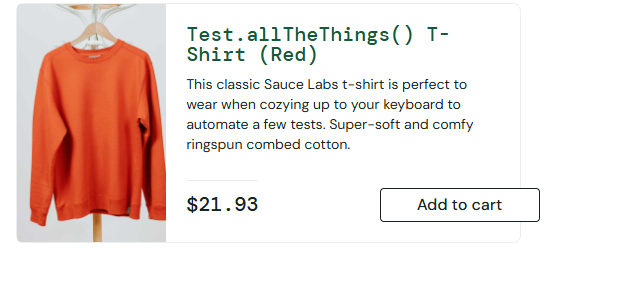 Test.allTheThings() T-
Shirt (Red)
This classic Sauce Labs t-shirt is perfect to
wear when cozying up to your keyboard to
automate a few tests. Super-soft and comfy
ringspun combed cotton.
$21.93
Add to cart